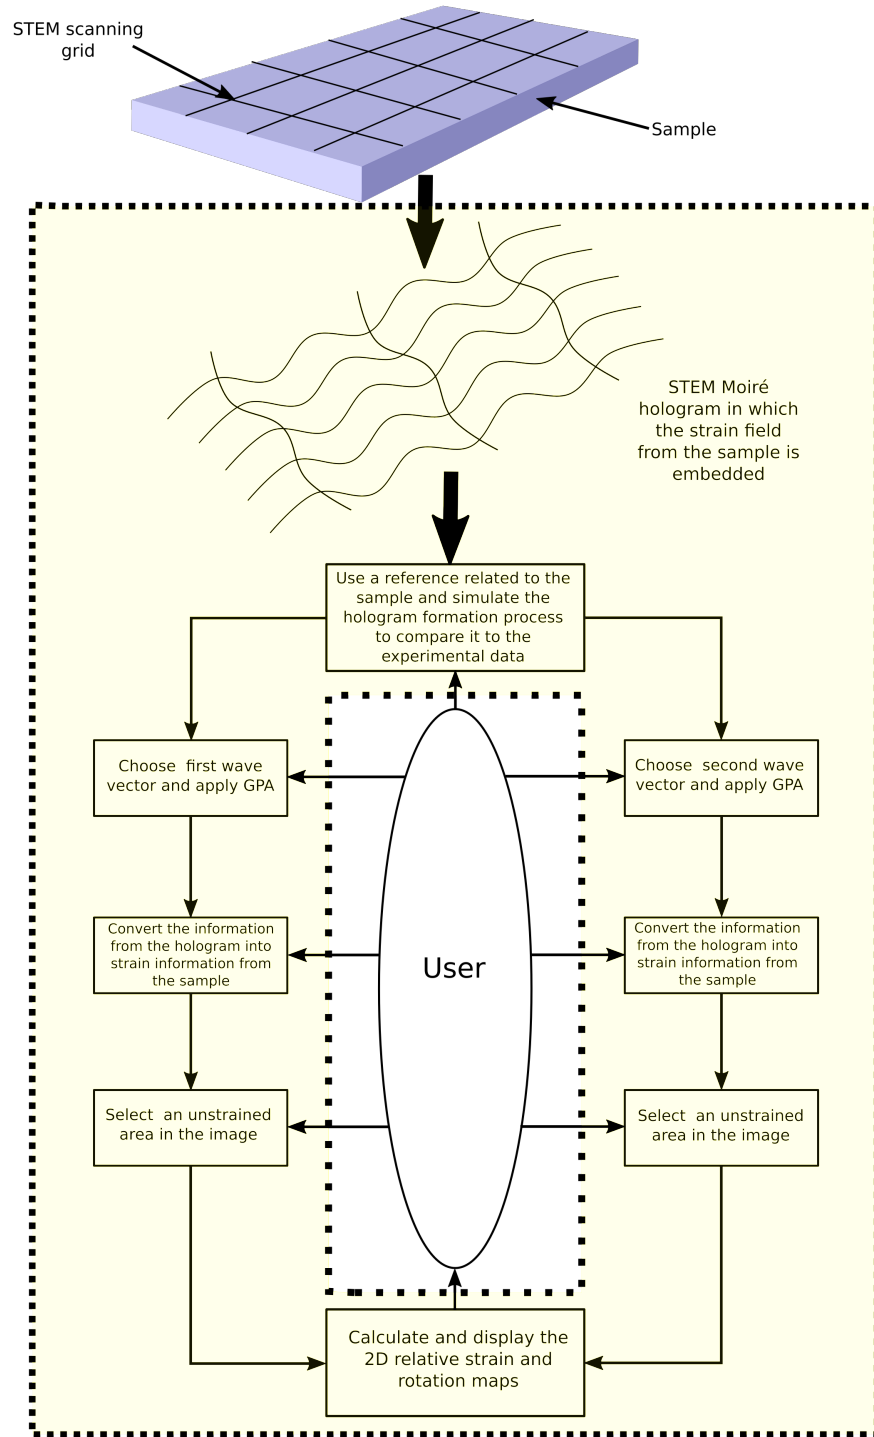 STEM scanning
grid
Sample
STEM Moiré
hologram in which
the strain field
from the sample is
embedded
Use a reference related to the
sample and simulate the
hologram formation process
to compare it to the
experimental data
Choose first wave
vector and apply GPA
Choose second wave
vector and apply GPA
Convert the information
from the hologram into
strain information from
the sample
Convert the information
from the hologram into
strain information from
the sample
User
Select an unstrained
area in the image
Select an unstrained
area in the image
Calculate and display the
2D relative strain and
rotation maps